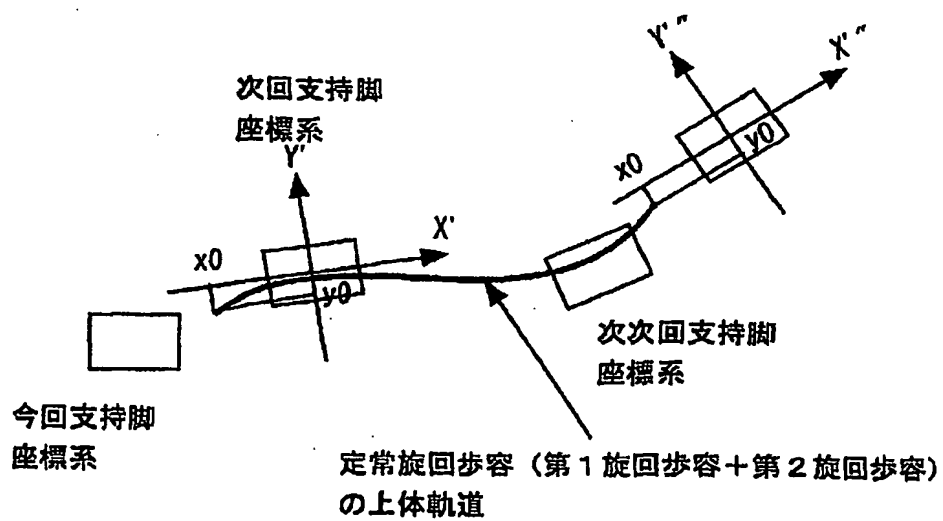 次回支持脚
座標系
Y'
X'
x0
y0
Y'''
X'''
x0
y0
次次回支持脚
座標系
今回支持脚
座標系
定常旋回歩容（第1旋回歩容＋第2旋回歩容）
の上体軌道